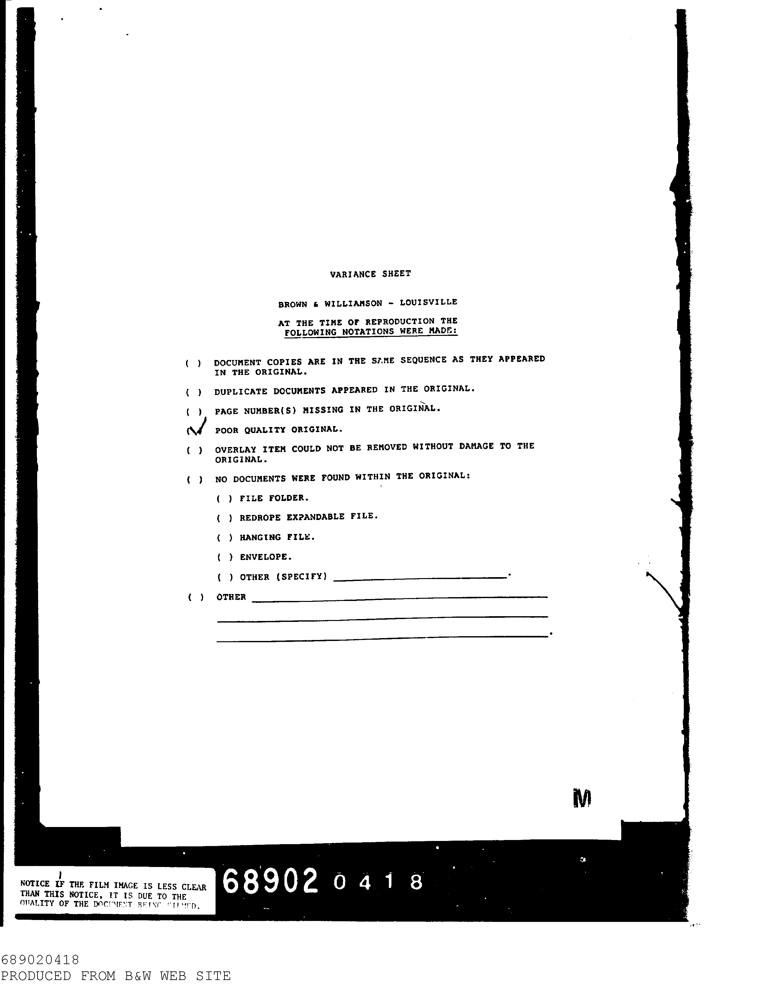 VARIANCE SHEET
BROWN & WILLIAMSON - LOUISVILLE
AT THE TIME OF REPRODUCTION THE
FOLLOWING NOTATIONS WERE MADE:
( ) DOCUMENT COPIES ARE IN THE SAME SEQUENCE AS THEY APPEARED
IN THE ORIGINAL.
( ) DUPLICATE DOCUMENTS APPEARED IN THE ORIGINAL.
( ) PAGE NUMBER(S) MISSING IN THE ORIGINAL.
(✓) POOR QUALITY ORIGINAL.
( ) OVERLAY ITEM COULD NOT BE REMOVED WITHOUT DAMAGE TO THE
ORIGINAL.
( ) NO DOCUMENTS WERE FOUND WITHIN THE ORIGINAL:
( ) FILE FOLDER.
( ) REDROPE EXPANDABLE FILE.
( ) HANGING FILE.
( ) ENVELOPE.
( ) OTHER (SPECIFY) ____________________.
( ) OTHER ____________________
M
NOTICE IF THE FILM IMAGE IS LESS CLEAR
THAN THIS NOTICE, IT IS DUE TO THE
QUALITY OF THE DOCUMENT BEING FILMED.
68902 0418
689020418
PRODUCED FROM B&W WEB SITE